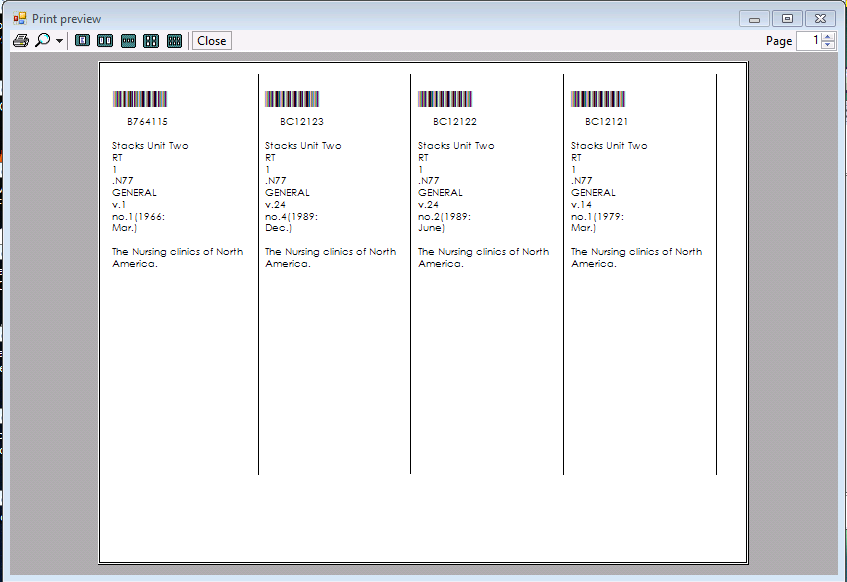 Print preview
Close
Page 1
B764115
Stacks Unit Two
RT
1
.N77
GENERAL
v.1
no.1(1966:
Mar.)
The Nursing clinics of North
America.
BC12123
Stacks Unit Two
RT
1
.N77
GENERAL
v.24
no.4(1989:
Dec.)
The Nursing clinics of North
America.
BC12122
Stacks Unit Two
RT
1
.N77
GENERAL
v.24
no.2(1989:
June)
The Nursing clinics of North
America.
BC12121
Stacks Unit Two
RT
1
.N77
GENERAL
v.14
no.1(1979:
Mar.)
The Nursing clinics of North
America.